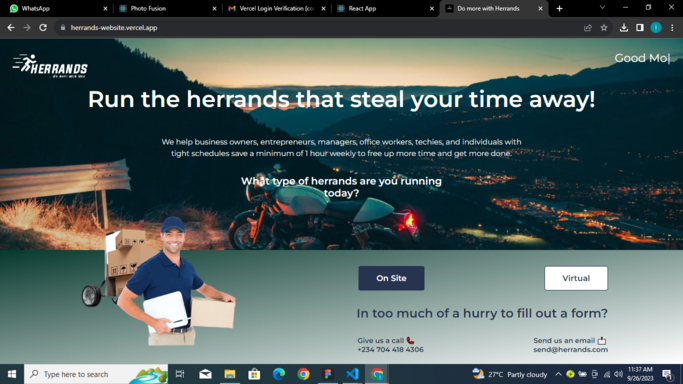 WhatsApp
Photo Fusion
Vercel Login Verification (co
React App
Do more with Herrands
herrands-website.vercel.app
HERRANDS
Good Mo|
Run the herrands that steal your time away!
We help business owners, entrepreneurs, managers, office workers, techies, and individuals with
tight schedules save a minimum of 1 hour weekly to free up more time and get more done.
What type of herrands are you running
today?
On Site
Virtual
In too much of a hurry to fill out a form?
Give us a call
+234 704 418 4306
Send us an email
send@herrands.com
Type here to search
27°C Partly cloudy
11:37 AM
9/26/2023